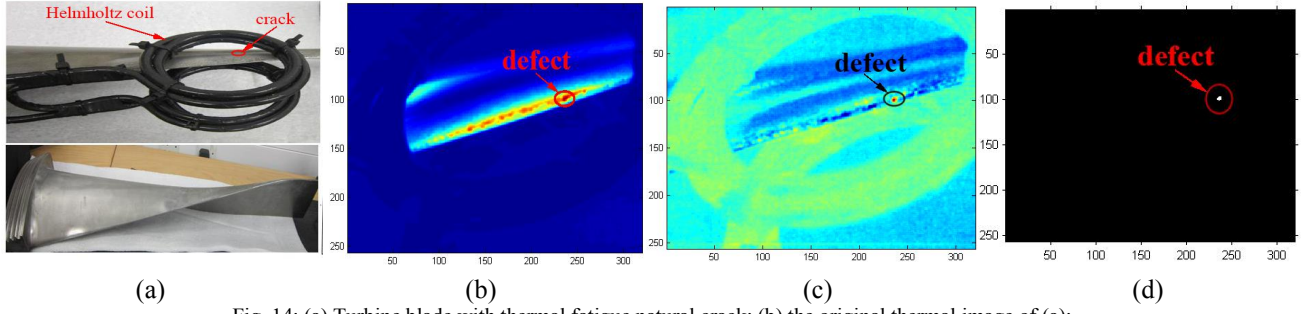 Helmholtz coil
crack
defect
50
100
150
200
250
50 100 150 200 250 300
defect
50
100
150
200
250
50 100 150 200 250 300
defect
50
100
150
200
250
50 100 150 200 250 300
(a) (b) (c) (d)
Fig. 14: (a) Turbine blade with thermal fatigue natural crack; (b) the original thermal image of (a);